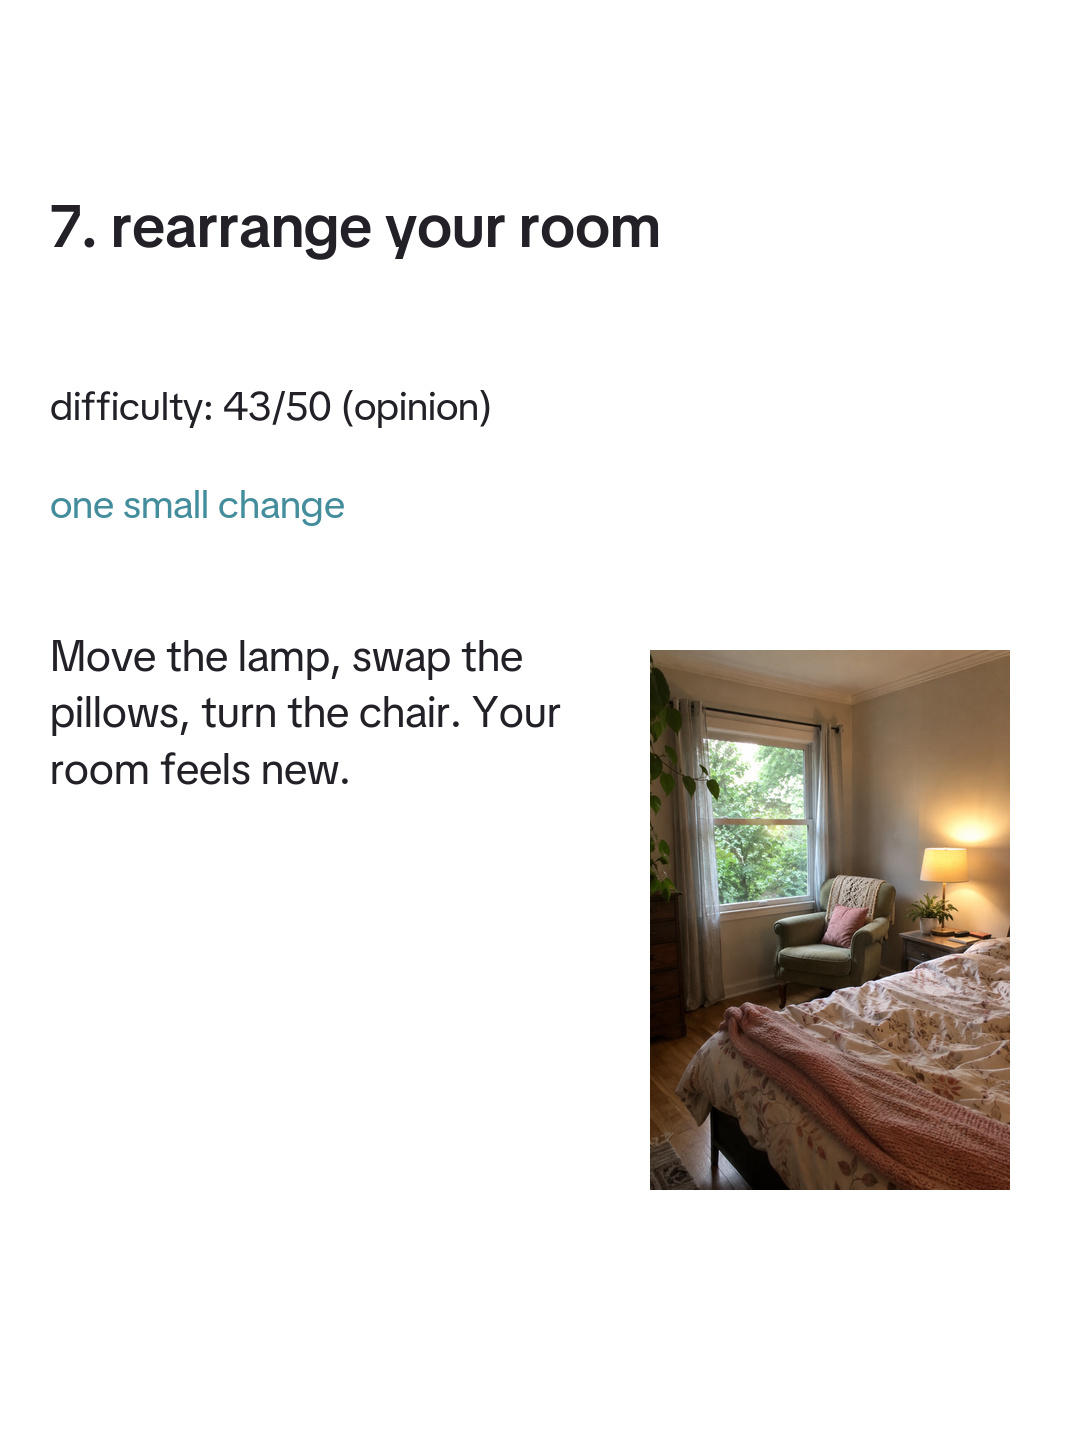 7. rearrange your room
difficulty: 43/50 (opinion)
one small change
Move the lamp, swap the
pillows, turn the chair. Your
room feels new.